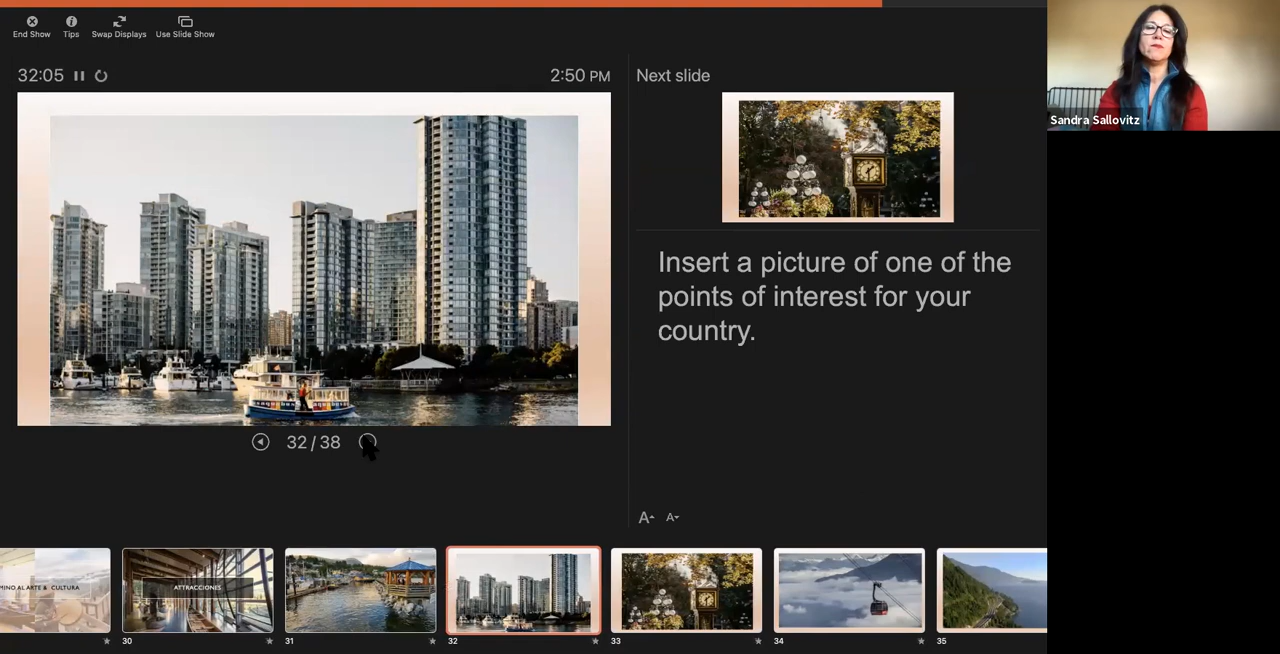 End Show
Tips
Swap Displays
Use Slide Show
32:05
2:50 PM
Next slide
Sandra Sallovitz
Insert a picture of one of the
points of interest for your
country.
32/38
A
A
ARTE & CULTURA
ATTRACCIONES
30
31
32
33
34
35